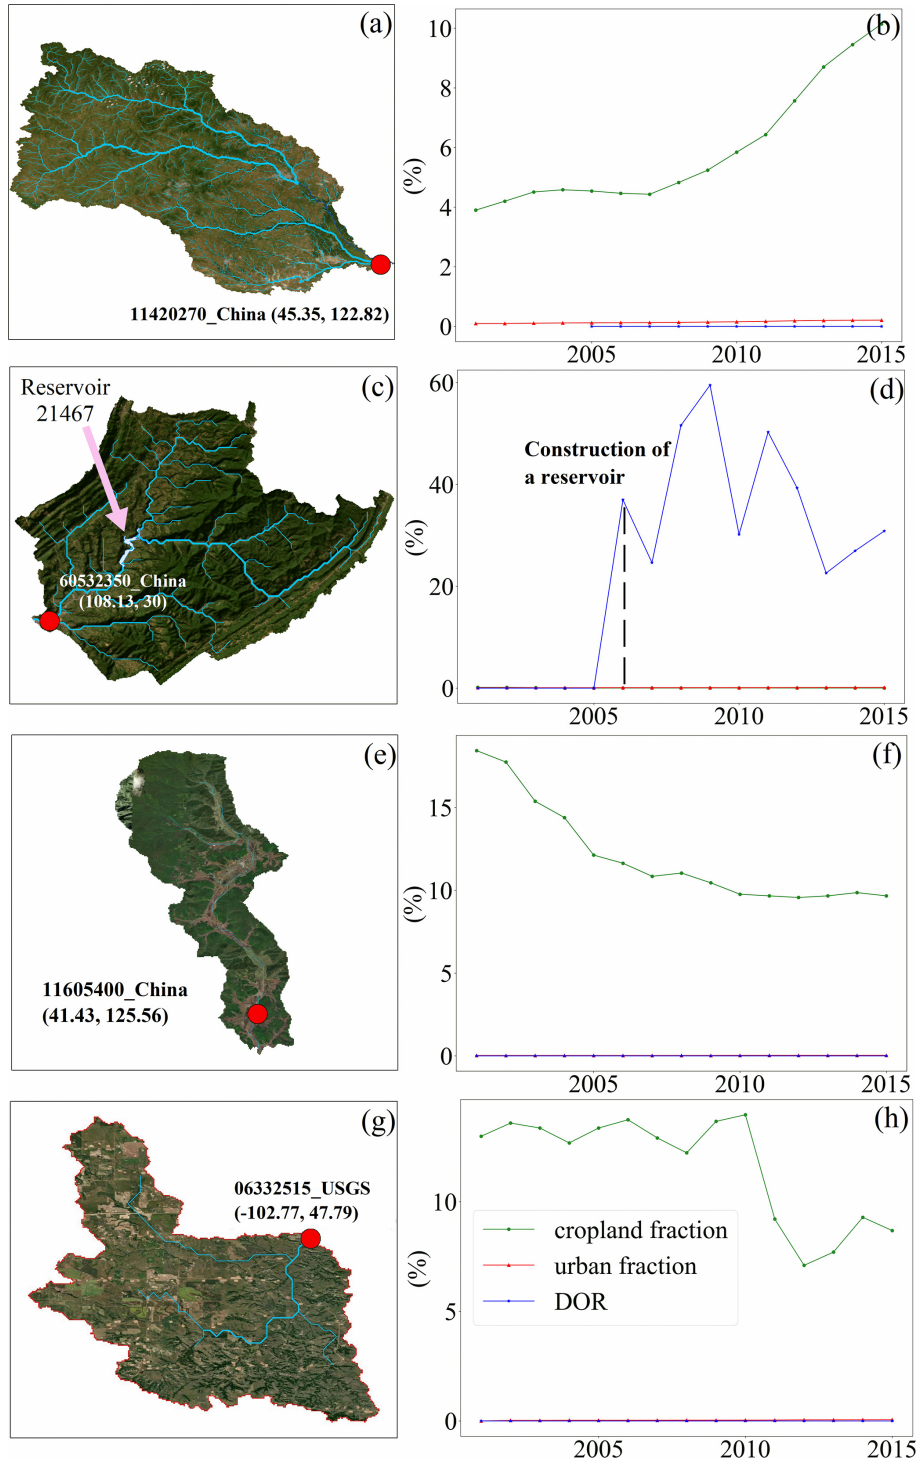 (a)
11420270_China (45.35, 122.82)
(b)
10
8
6
4
2
0
(%)
2005
2010
2015
(c)
Reservoir
21467
60532350_China
(108.13, 30)
(d)
60
40
20
0
(%)
Construction of
a reservoir
2005
2010
2015
(e)
11605400_China
(41.43, 125.56)
(f)
15
10
5
0
(%)
2005
2010
2015
(g)
06332515_USGS
(-102.77, 47.79)
(h)
10
5
0
(%)
cropland fraction
urban fraction
DOR
2005
2010
2015